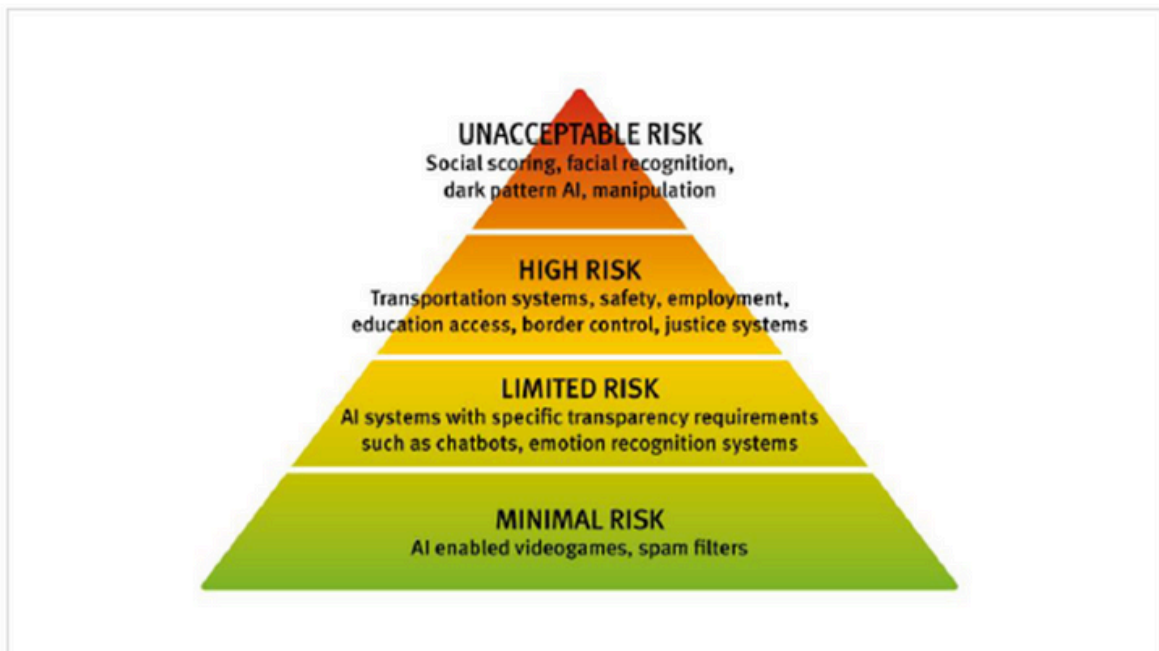 UNACCEPTABLE RISK
Social scoring, facial recognition,
dark pattern AI, manipulation
HIGH RISK
Transportation systems, safety, employment,
education access, border control, justice systems
LIMITED RISK
AI systems with specific transparency requirements
such as chatbots, emotion recognition systems
MINIMAL RISK
AI enabled videogames, spam filters